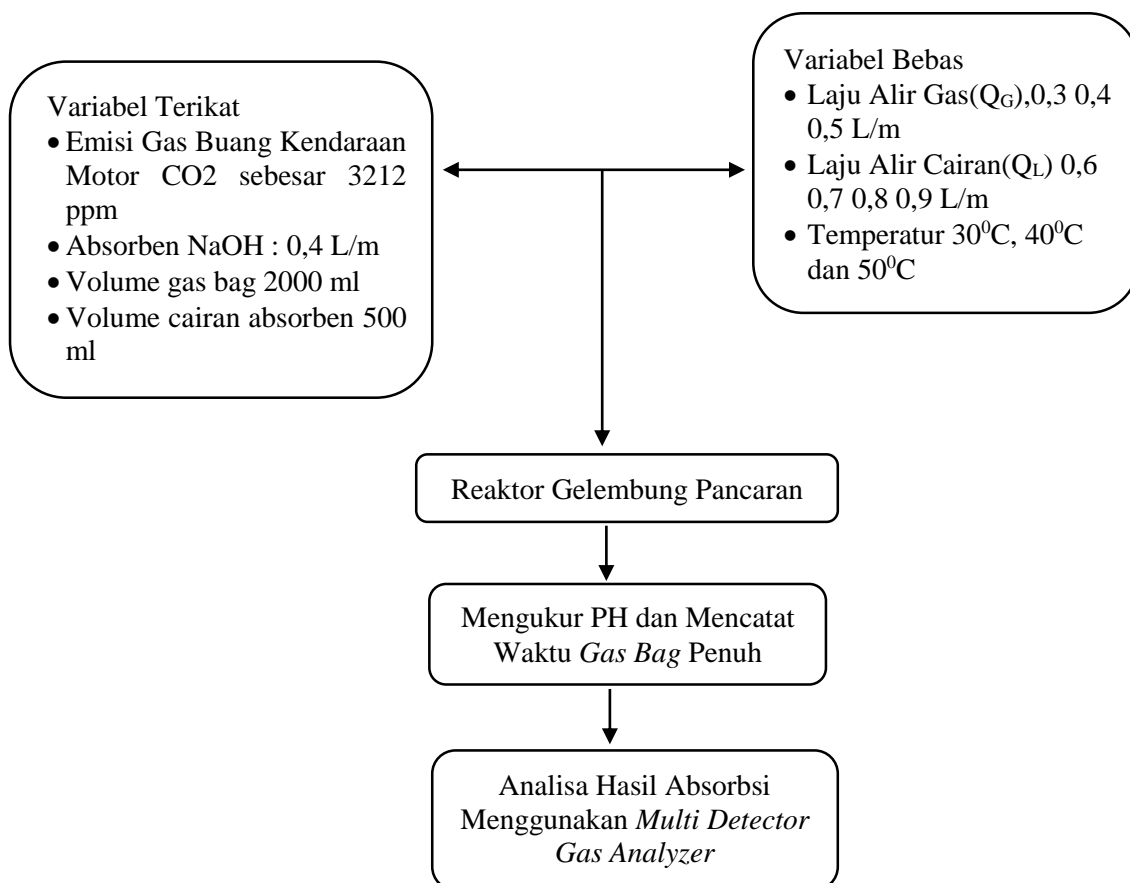 Variabel Terikat
• Emisi Gas Buang Kendaraan
Motor CO2 sebesar 3212
ppm
• Absorben NaOH : 0,4 L/m
• Volume gas bag 2000 ml
• Volume cairan absorben 500
ml
Variabel Bebas
• Laju Alir Gas(QG),0,3 0,4
0,5 L/m
• Laju Alir Cairan(QL) 0,6
0,7 0,8 0,9 L/m
• Temperatur 30⁰C, 40⁰C
dan 50⁰C
Reaktor Gelembung Pancaran
Mengukur PH dan Mencatat
Waktu Gas Bag Penuh
Analisa Hasil Absorbsi
Menggunakan Multi Detector
Gas Analyzer